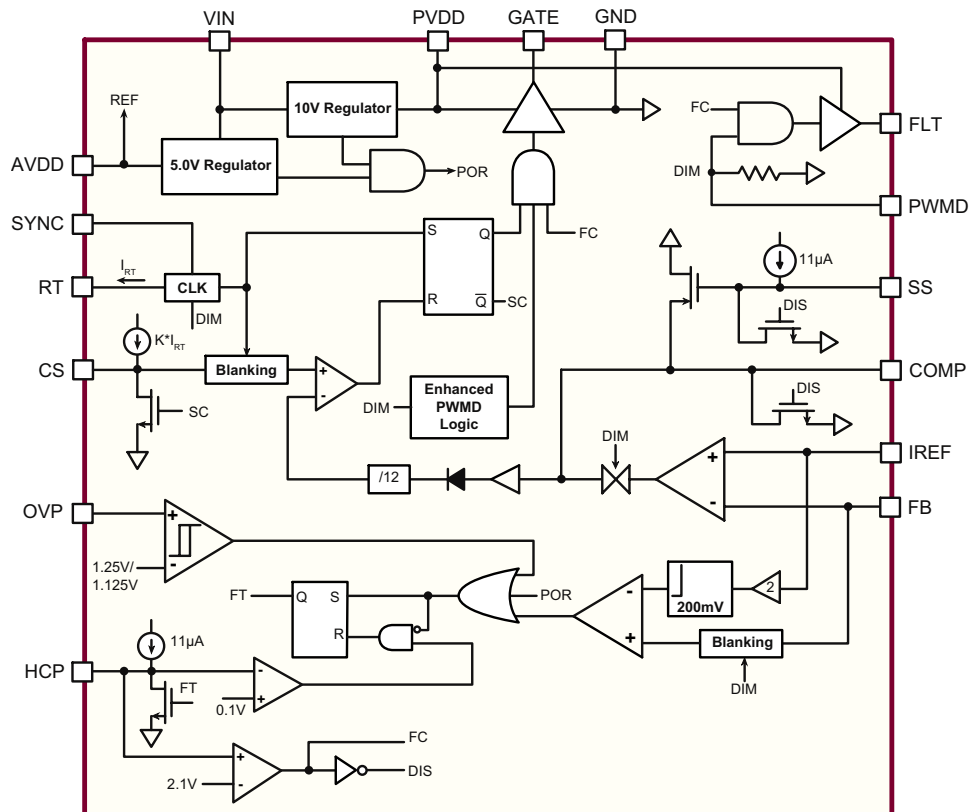 VIN
PVDD
GATE
GND
REF
10V Regulator
FC
FLT
AVDD
5.0V Regulator
POR
DIM
PWMD
SYNC
S
Q
FC
11µA
I_RT
RT
CLK
SS
R
Q̅
SC
DIM
DIS
K*I_RT
CS
Blanking
+
-
COMP
SC
DIM
Enhanced
PWMD
Logic
DIS
DIM
IREF
+
/12
-
FB
OVP
+
-
1.25V/
1.125V
2
200mV
FT
Q
S
R
POR
-
+
Blanking
11µA
HCP
-
+
FT
0.1V
DIM
FC
+
-
2.1V
DIS